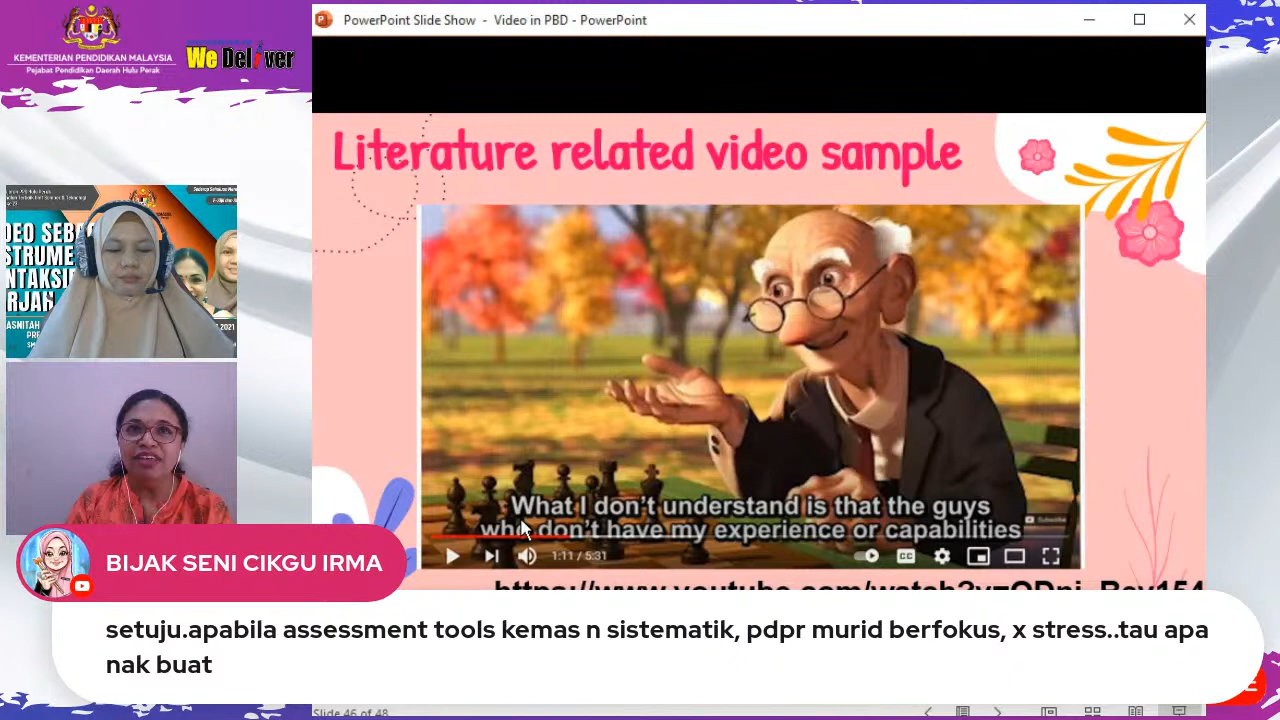 PowerPoint Slide Show - Video in PBD - PowerPoint
KEMENTERIAN PENDIDIKAN MALAYSIA
Pejabat Pendidikan Daerah Hulu Perak
We Deliver
Literature related video sample
What I don't understand is that the guys
who don't have my experience or capabilities
Subscribe
1:11 / 5:31
CC
BIJAK SENI CIKGU IRMA
setuju.apabila assessment tools kemas n sistematik, pdpr murid berfokus, x stress..tau apa
nak buat
Slide 46 of 48